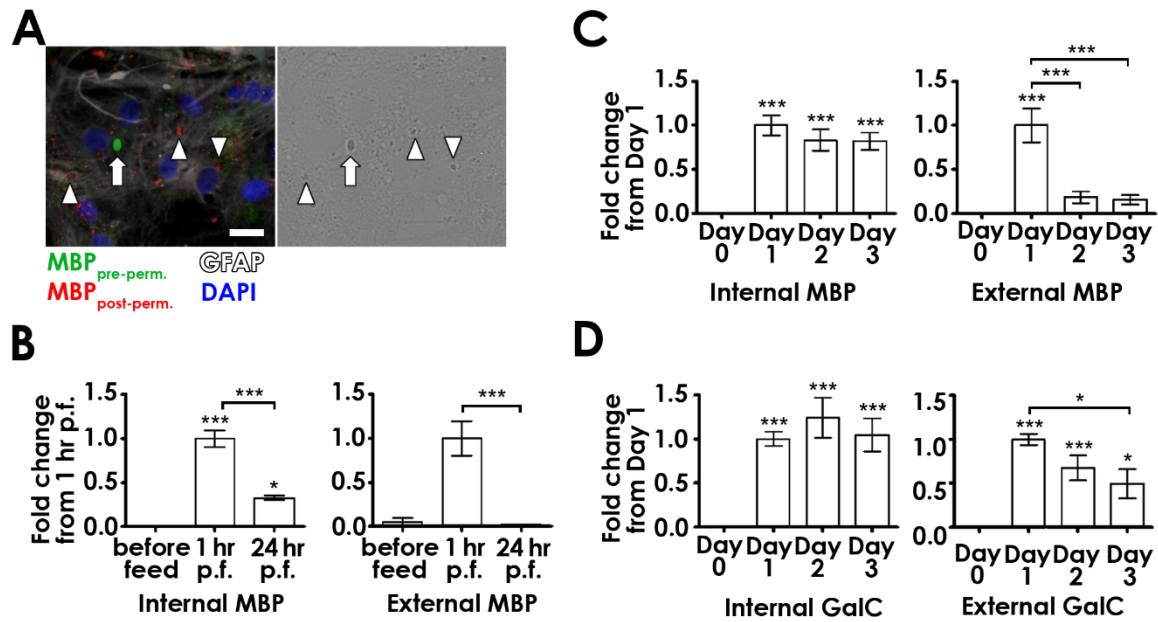 A
MBP pre-perm. GFAP
MBP post-perm. DAPI
B
Fold change
from 1 hr p.f.
1.5
1.0
0.5
0.0
***
***
*
before
feed
1 hr
p.f.
24 hr
p.f.
Internal MBP
1.5
1.0
0.5
0.0
***
before
feed
1 hr
p.f.
24 hr
p.f.
External MBP
C
Fold change
from Day 1
1.5
1.0
0.5
0.0
***
***
***
Day
0
Day
1
Day
2
Day
3
Internal MBP
1.5
1.0
0.5
0.0
***
***
***
Day
0
Day
1
Day
2
Day
3
External MBP
D
Fold change
from Day 1
1.5
1.0
0.5
0.0
***
***
***
Day
0
Day
1
Day
2
Day
3
Internal GalC
1.5
1.0
0.5
0.0
*
***
***
*
Day
0
Day
1
Day
2
Day
3
External GalC